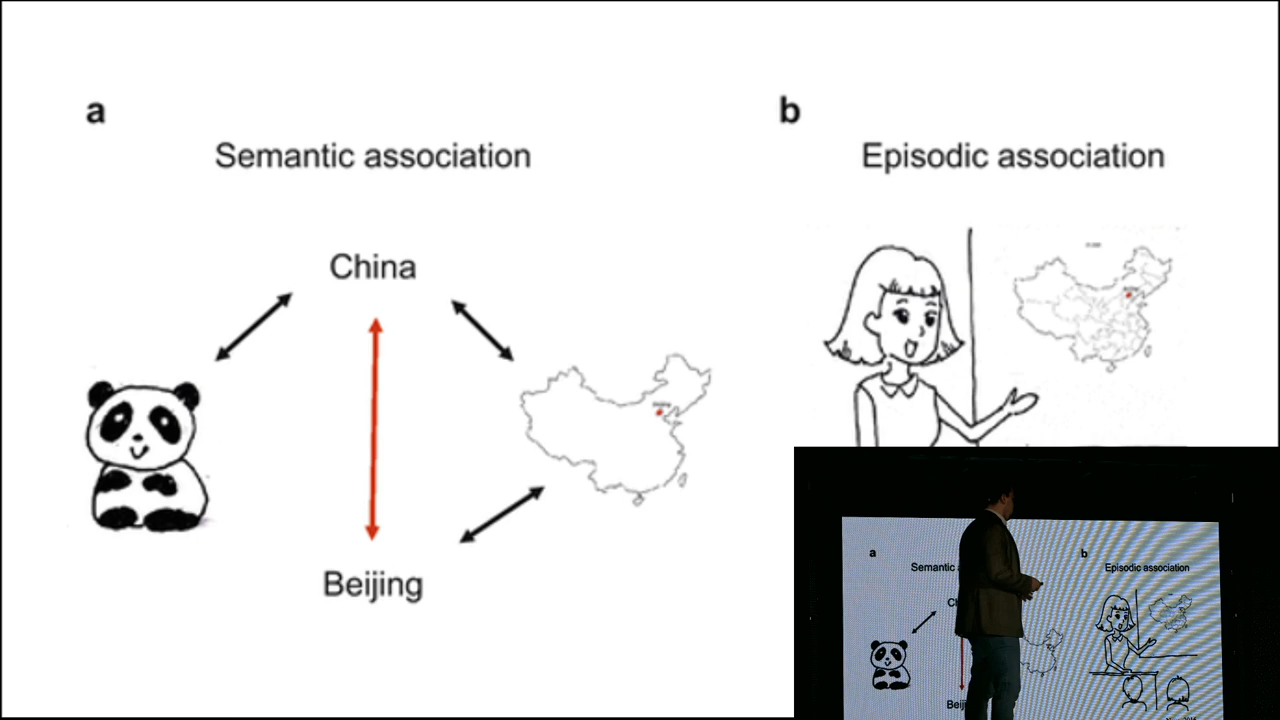 a
Semantic association
China
Beijing
b
Episodic association
a
Semantic
b
Episodic association